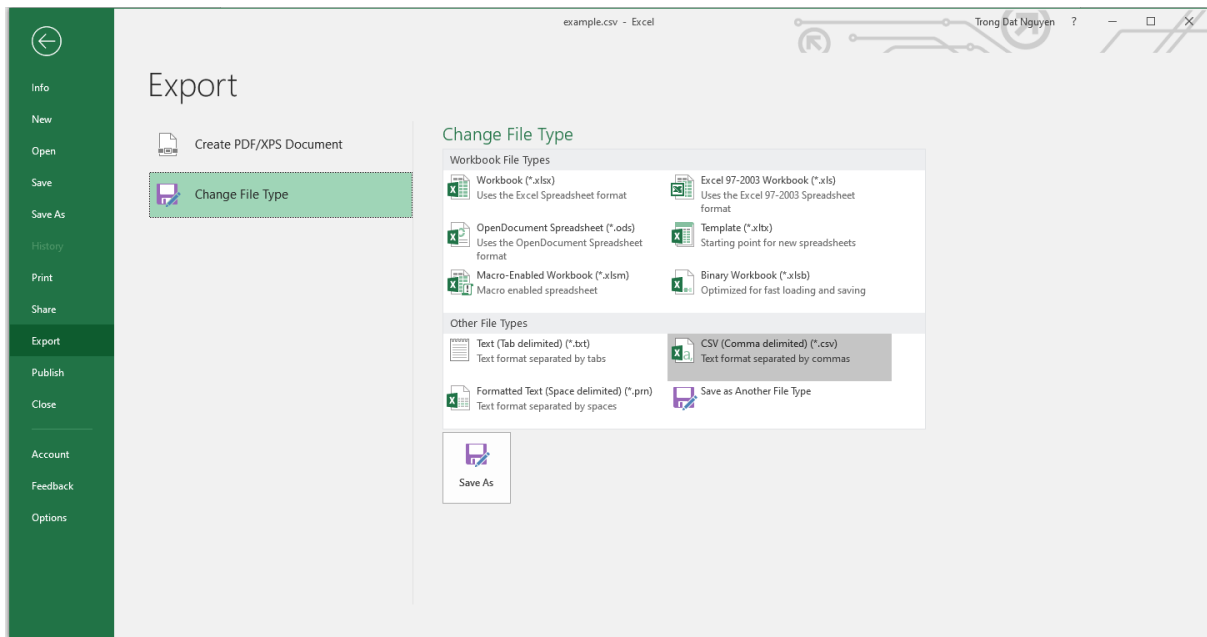 example.csv - Excel
Trong Dat Nguyen ?
Info
New
Open
Save
Save As
History
Print
Share
Export
Publish
Close
Account
Feedback
Options
Export
Create PDF/XPS Document
Change File Type
Change File Type
Workbook File Types
Workbook (*.xlsx)
Uses the Excel Spreadsheet format
Excel 97-2003 Workbook (*.xls)
Uses the Excel 97-2003 Spreadsheet
format
OpenDocument Spreadsheet (*.ods)
Uses the OpenDocument Spreadsheet
format
Template (*.xltx)
Starting point for new spreadsheets
Macro-Enabled Workbook (*.xlsm)
Macro enabled spreadsheet
Binary Workbook (*.xlsb)
Optimized for fast loading and saving
Other File Types
Text (Tab delimited) (*.txt)
Text format separated by tabs
CSV (Comma delimited) (*.csv)
Text format separated by commas
Formatted Text (Space delimited) (*.prn)
Text format separated by spaces
Save as Another File Type
Save As